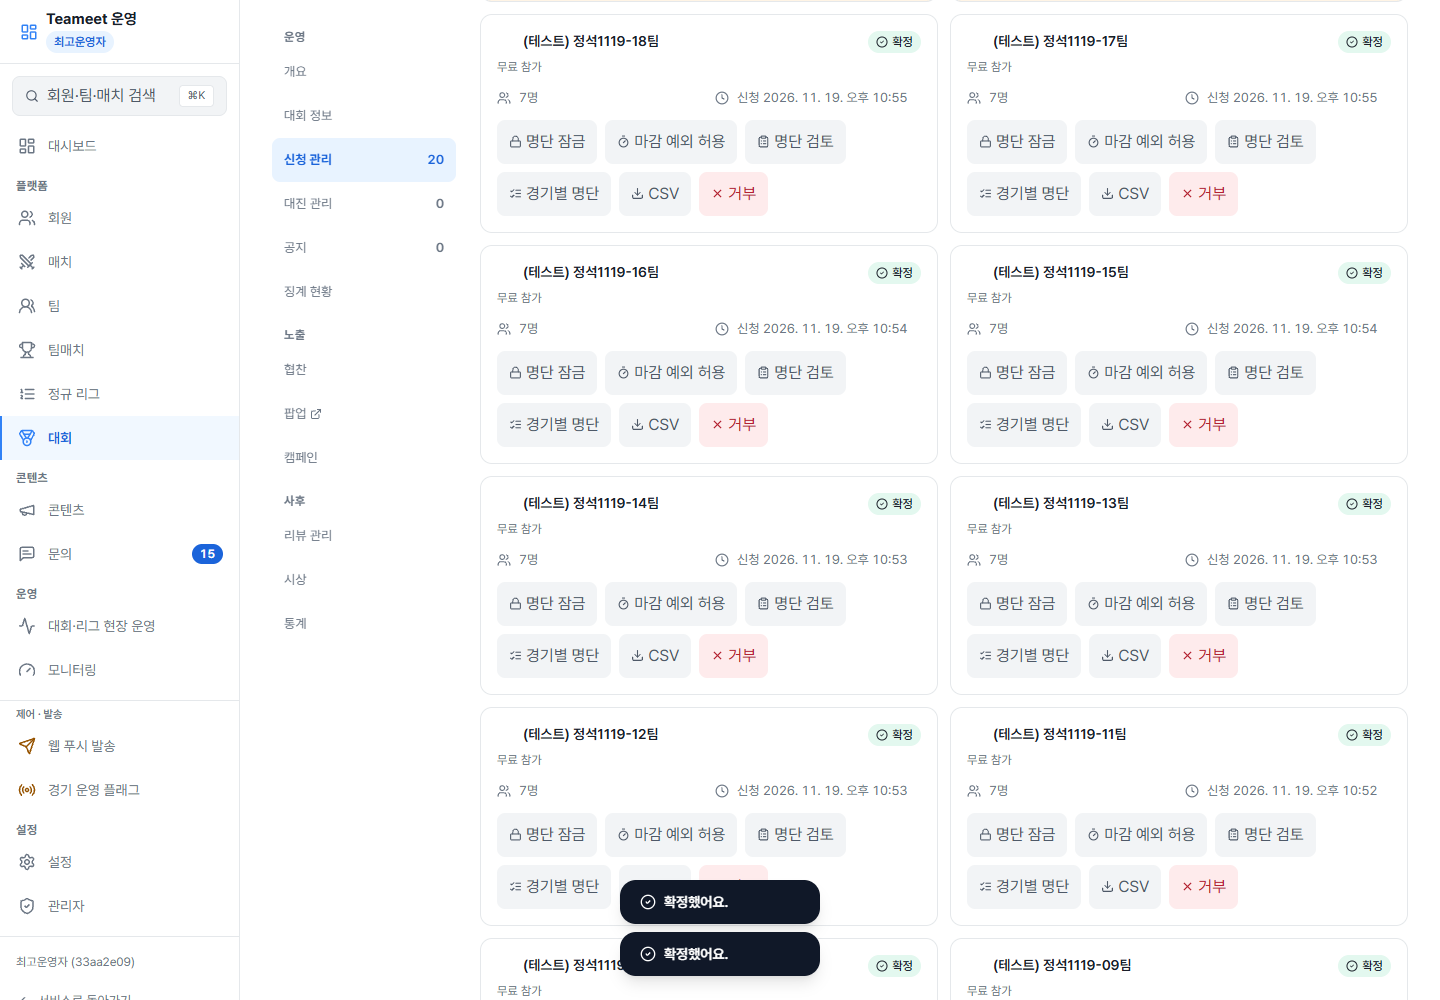 Teameet 운영
최고운영자
회원·팀·매치 검색 ⌘K
대시보드
플랫폼
회원
매치
팀
팀매치
정규 리그
대회
콘텐츠
콘텐츠
문의 15
운영
대회·리그 현장 운영
모니터링
제어 · 발송
웹 푸시 발송
경기 운영 플래그
설정
설정
관리자
최고운영자 (33aa2e09)
운영
개요
대회 정보
신청 관리 20
대진 관리 0
공지 0
징계 현황
노출
협찬
팝업
캠페인
사후
리뷰 관리
시상
통계
(테스트) 정석1119-18팀 확정
무료 참가
7명 신청 2026. 11. 19. 오후 10:55
명단 잠금 마감 예외 허용 명단 검토
경기별 명단 CSV 거부
(테스트) 정석1119-17팀 확정
무료 참가
7명 신청 2026. 11. 19. 오후 10:55
명단 잠금 마감 예외 허용 명단 검토
경기별 명단 CSV 거부
(테스트) 정석1119-16팀 확정
무료 참가
7명 신청 2026. 11. 19. 오후 10:54
명단 잠금 마감 예외 허용 명단 검토
경기별 명단 CSV 거부
(테스트) 정석1119-15팀 확정
무료 참가
7명 신청 2026. 11. 19. 오후 10:54
명단 잠금 마감 예외 허용 명단 검토
경기별 명단 CSV 거부
(테스트) 정석1119-14팀 확정
무료 참가
7명 신청 2026. 11. 19. 오후 10:53
명단 잠금 마감 예외 허용 명단 검토
경기별 명단 CSV 거부
(테스트) 정석1119-13팀 확정
무료 참가
7명 신청 2026. 11. 19. 오후 10:53
명단 잠금 마감 예외 허용 명단 검토
경기별 명단 CSV 거부
(테스트) 정석1119-12팀 확정
무료 참가
7명 신청 2026. 11. 19. 오후 10:53
명단 잠금 마감 예외 허용 명단 검토
경기별 명단
(테스트) 정석1119-11팀 확정
무료 참가
7명 신청 2026. 11. 19. 오후 10:52
명단 잠금 마감 예외 허용 명단 검토
경기별 명단 CSV 거부
확정했어요.
확정했어요.
(테스트) 정석1119 확정
무료 참가
(테스트) 정석1119-09팀 확정
무료 참가